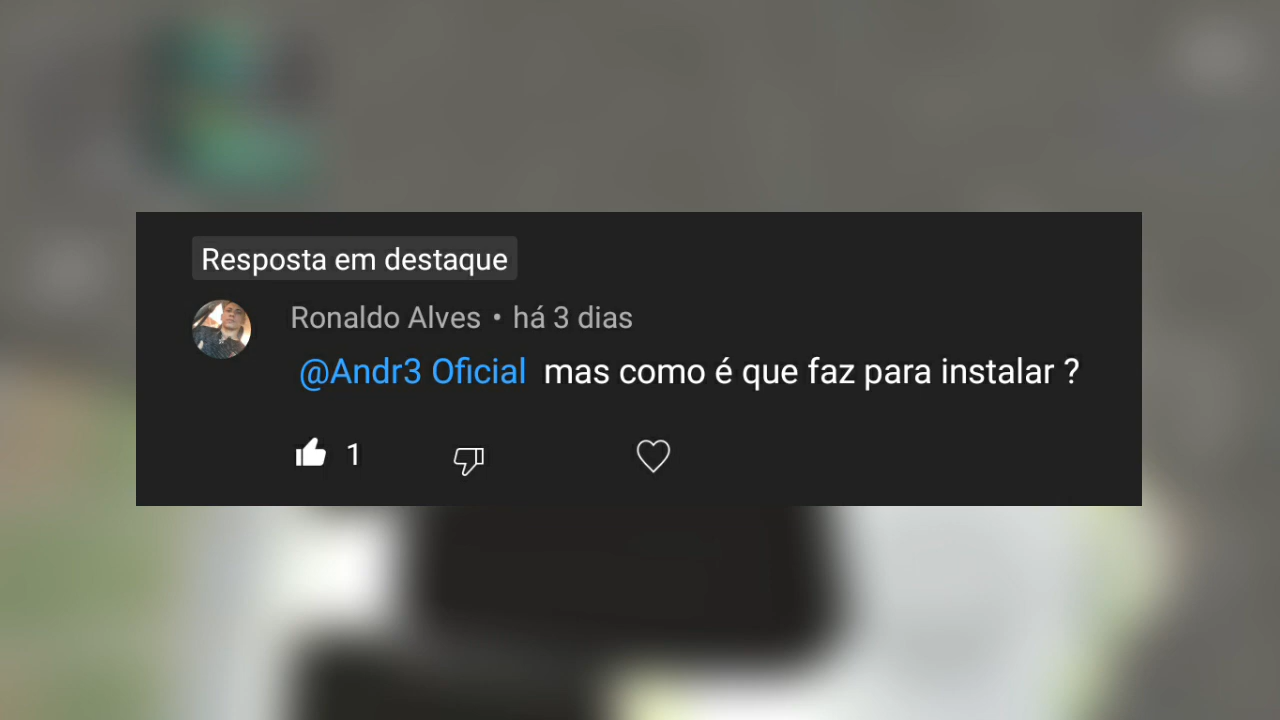 Resposta em destaque
Ronaldo Alves • há 3 dias
@Andr3 Oficial mas como é que faz para instalar ?
1